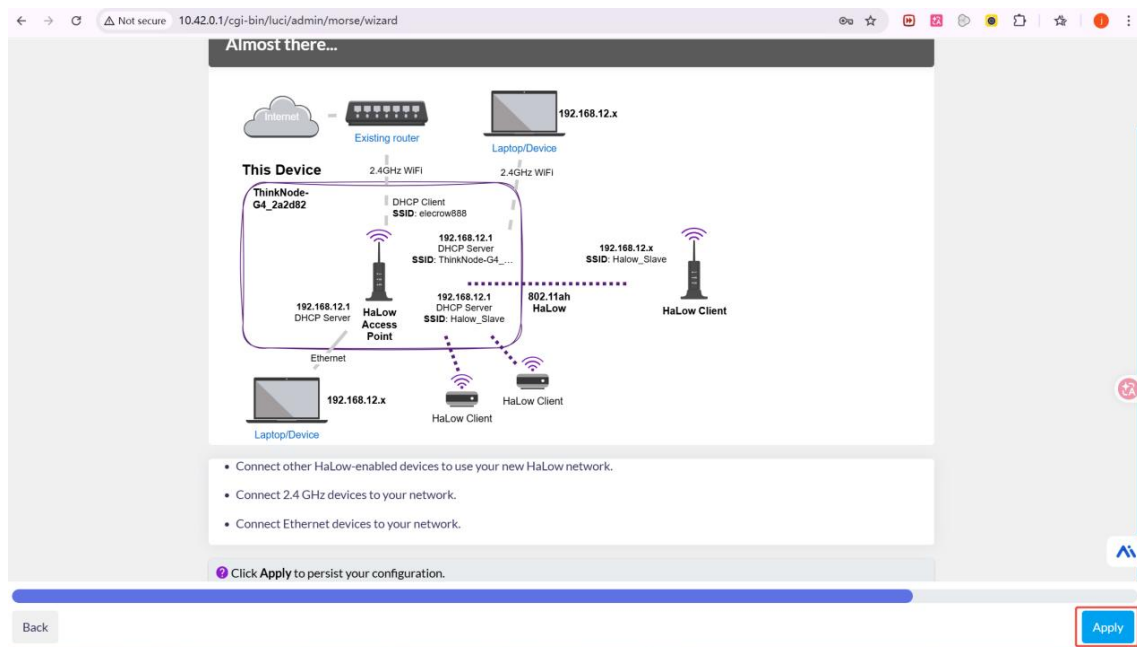 Not secure
10.42.0.1/cgi-bin/luci/admin/morse/wizard
Almost there...
Internet
Existing router
192.168.12.x
Laptop/Device
This Device
2.4GHz WiFi
2.4GHz WiFi
ThinkNode-
G4_2a2d82
DHCP Client
SSID: elecrow888
192.168.12.1
DHCP Server
SSID: ThinkNode-G4_...
192.168.12.x
SSID: Halow_Slave
192.168.12.1
DHCP Server
HaLow
Access
Point
192.168.12.1
DHCP Server
SSID: Halow_Slave
802.11ah
HaLow
HaLow Client
Ethernet
192.168.12.x
Laptop/Device
HaLow Client
HaLow Client
• Connect other HaLow-enabled devices to use your new HaLow network.
• Connect 2.4 GHz devices to your network.
• Connect Ethernet devices to your network.
Click Apply to persist your configuration.
Back
Apply